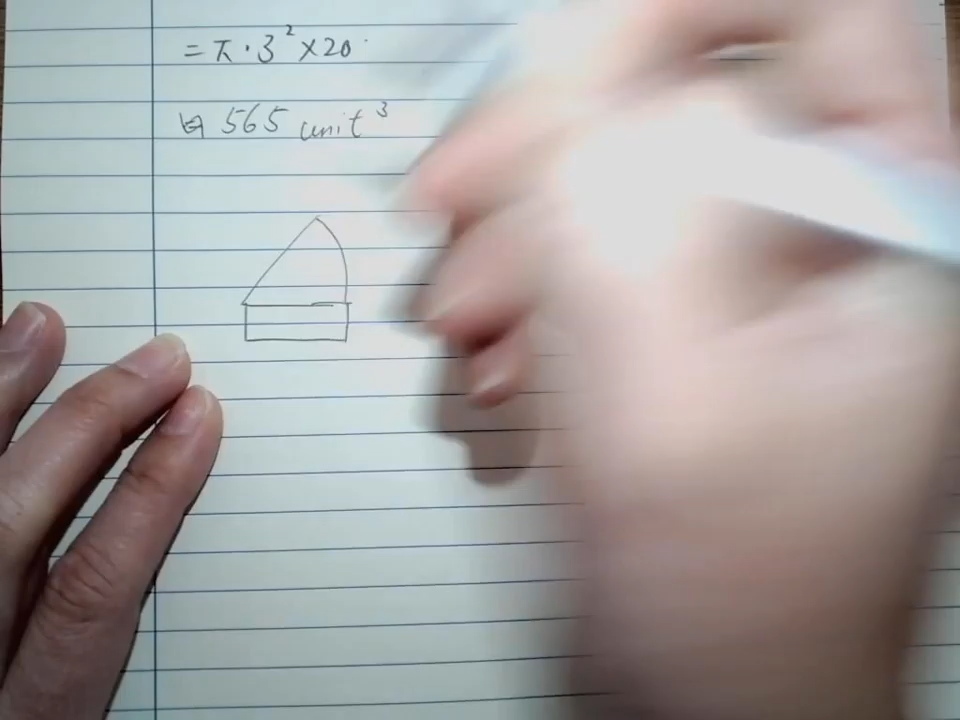 = π · 3² × 20
≒ 565 unit³